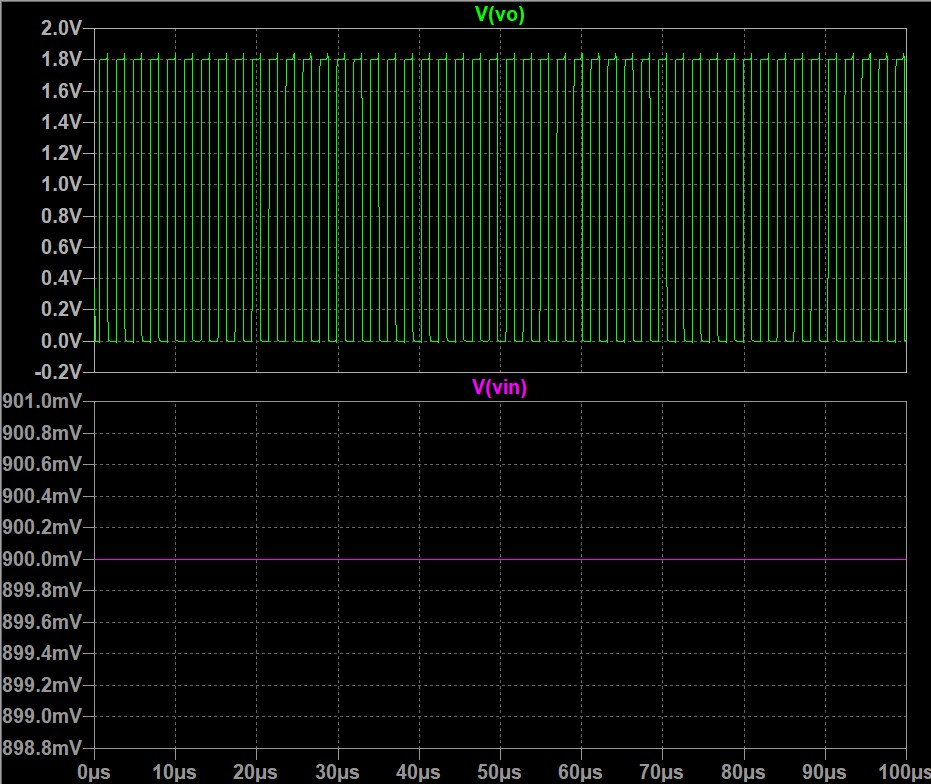 V(vo)
2.0V
1.8V
1.6V
1.4V
1.2V
1.0V
0.8V
0.6V
0.4V
0.2V
0.0V
-0.2V
V(vin)
901.0mV
900.8mV
900.6mV
900.4mV
900.2mV
900.0mV
899.8mV
899.6mV
899.4mV
899.2mV
899.0mV
898.8mV
0µs 10µs 20µs 30µs 40µs 50µs 60µs 70µs 80µs 90µs 100µs